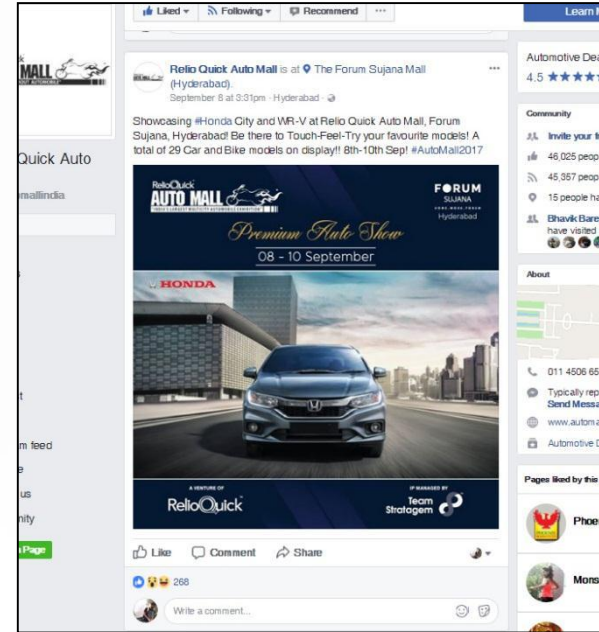 Liked
Following
Recommend
Learn
MALL
Quick Auto
mallindia
m feed
us
nity
Page
Relio Quick Auto Mall is at The Forum Sujana Mall
(Hyderabad).
September 8 at 3:31pm · Hyderabad ·
Showcasing #Honda City and WR-V at Relio Quick Auto Mall, Forum
Sujana, Hyderabad! Be there to Touch-Feel-Try your favourite models! A
total of 29 Car and Bike models on display!! 8th-10th Sep! #AutoMall2017
RelioQuick
AUTO MALL
FORUM
SUJANA
Hyderabad
Premium Auto Show
08 - 10 September
HONDA
A VENTURE OF
RelioQuick
IP MANAGED BY
Team
Stratagem
Like Comment Share
268
Write a comment...
Automotive Dea
4.5
Community
Invite your f
46,025 peop
45,357 peop
15 people ha
Bhavik Bare
have visited
About
011 4506 65
Typically rep
Send Messa
www.automa
Automotive D
Pages liked by this
Phoe
Mons